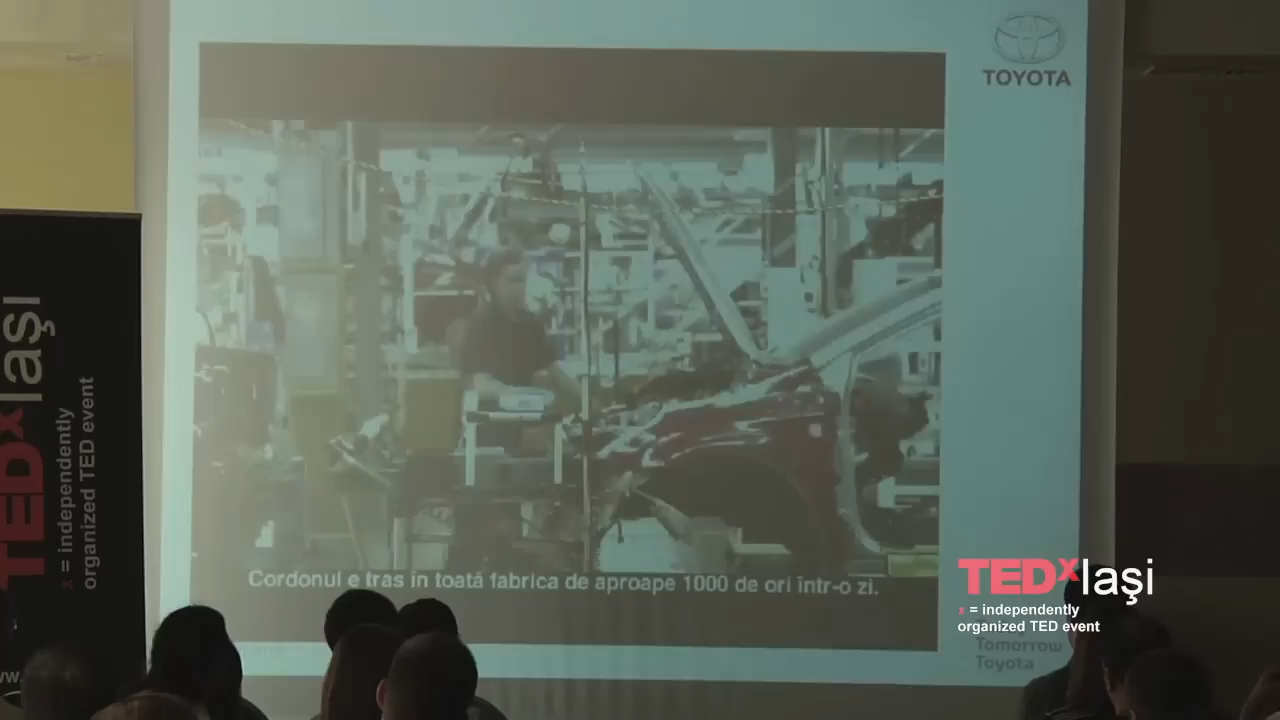 TOYOTA
Cordonul e tras in toată fabrica de aproape 1000 de ori într-o zi.
TEDxIaşi
x = independently
organized TED event
Tomorrow
Toyota
TEDxIaşi
x = independently
organized TED event